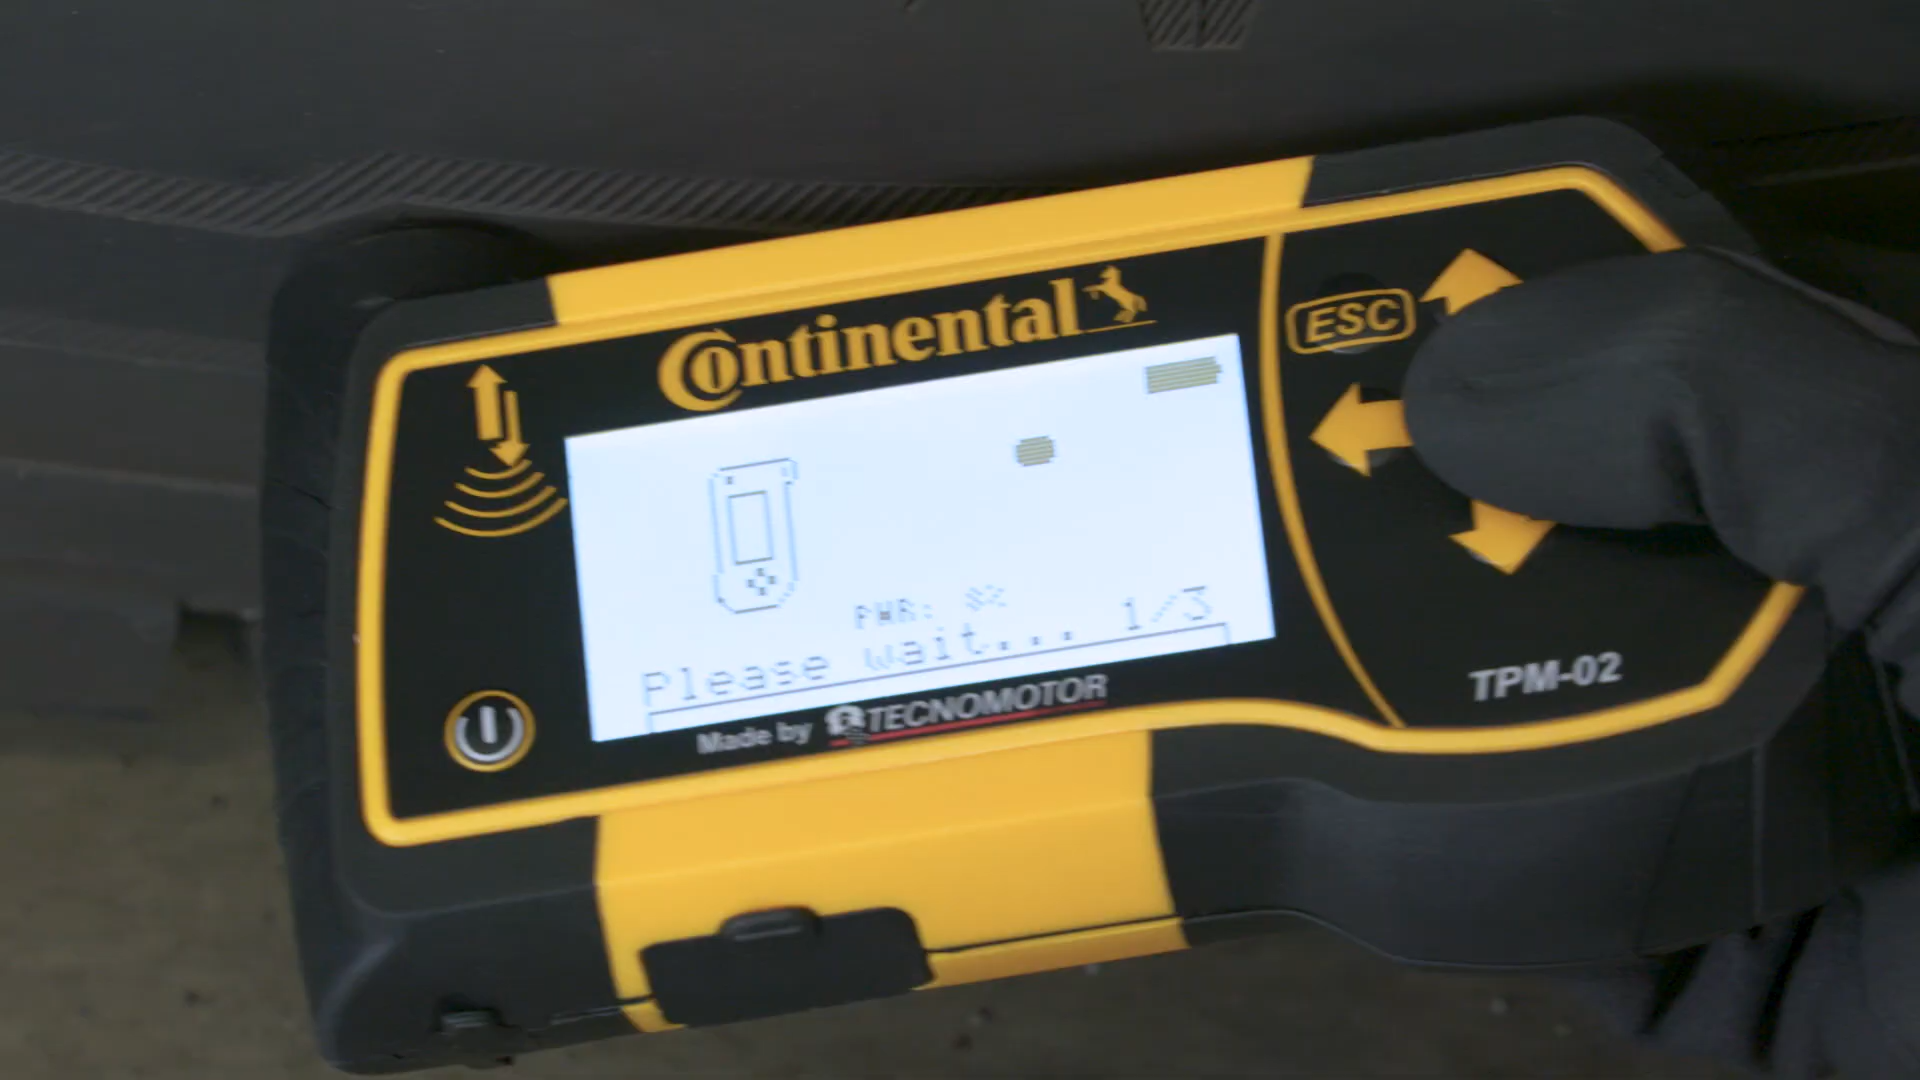 Continental
ESC
PWR:
Please wait... 1/3
Made by TECNOMOTOR
TPM-02